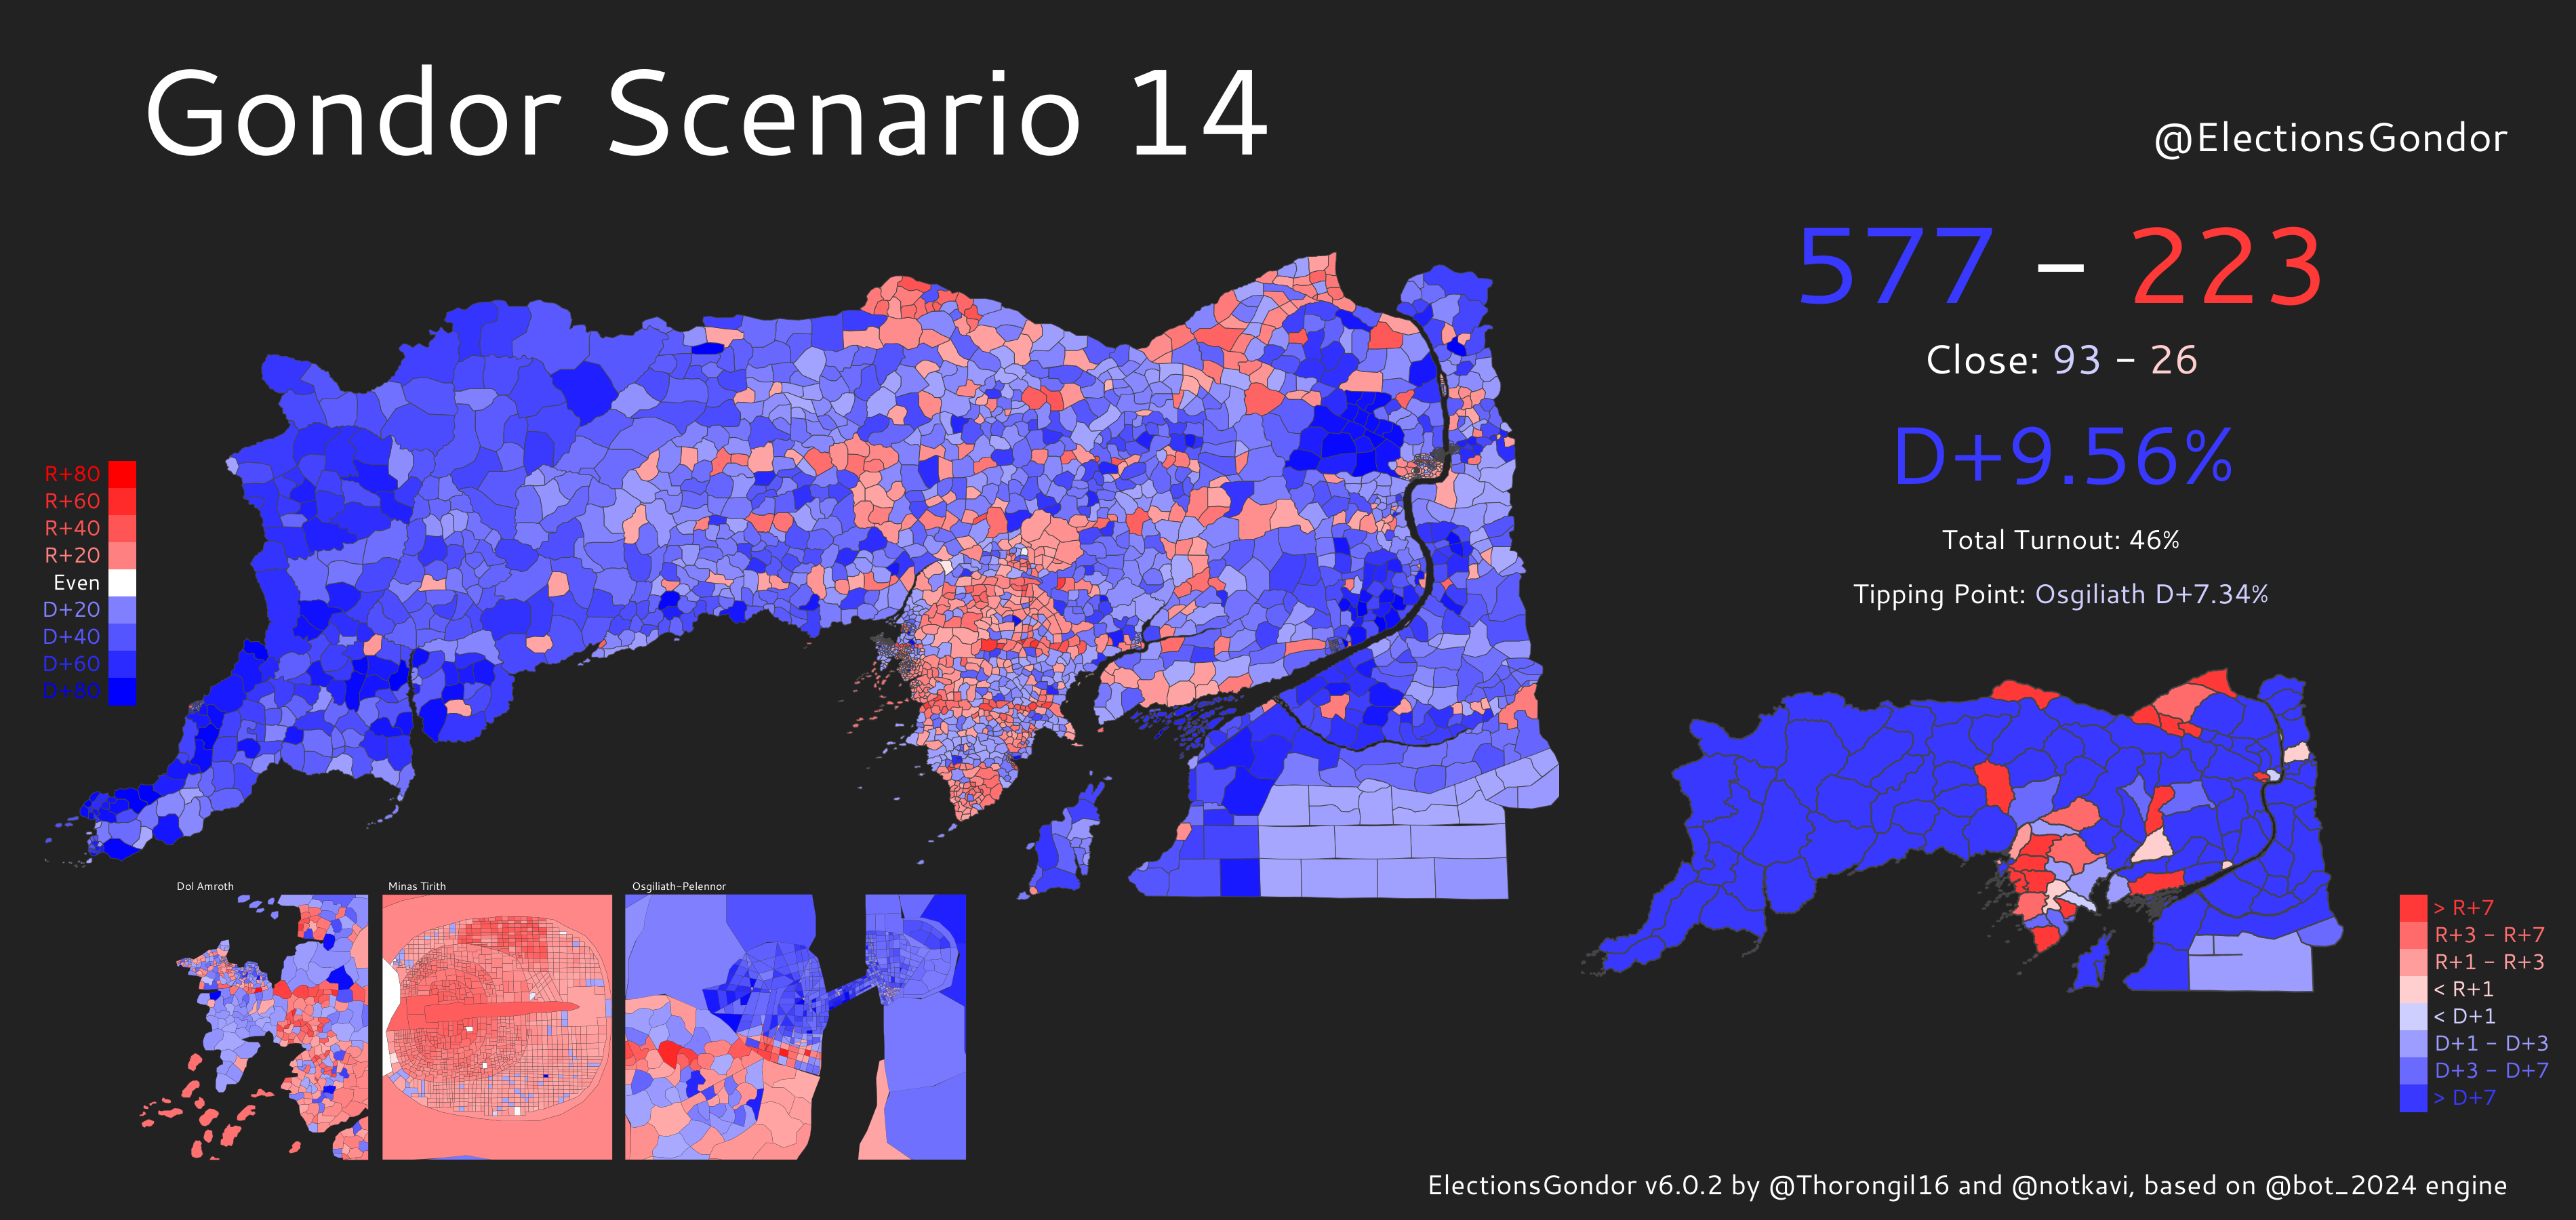 Gondor Scenario 14
@ElectionsGondor
577 - 223
Close: 93 - 26
D+9.56%
Total Turnout: 46%
Tipping Point: Osgiliath D+7.34%
R+80
R+60
R+40
R+20
Even
D+20
D+40
D+60
D+80
Dol Amroth
Minas Tirith
Osgiliath-Pelennor
> R+7
R+3 - R+7
R+1 - R+3
< R+1
< D+1
D+1 - D+3
D+3 - D+7
> D+7
ElectionsGondor v6.0.2 by @Thorongil16 and @notkavi, based on @bot_2024 engine